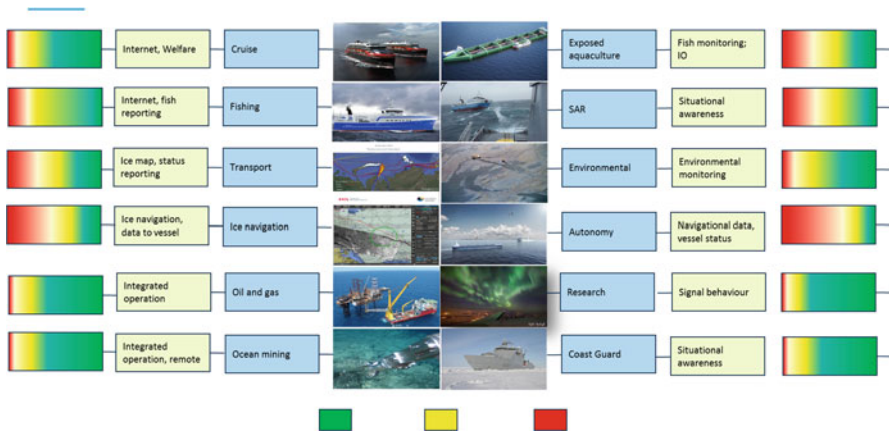 Internet, Welfare
Cruise
Exposed
aquaculture
Fish monitoring;
IO
Internet, fish
reporting
Fishing
SAR
Situational
awareness
Ice map, status
reporting
Transport
Environmental
Environmental
monitoring
Ice navigation,
data to vessel
Ice navigation
Autonomy
Navigational data,
vessel status
Integrated
operation
Oil and gas
Research
Signal behaviour
Integrated
operation, remote
Ocean mining
Coast Guard
Situational
awareness